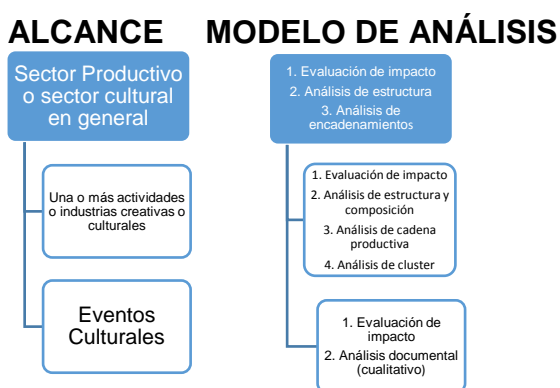 ALCANCE
Sector Productivo
o sector cultural
en general
Una o más actividades
o industrias creativas o
culturales
Eventos
Culturales
MODELO DE ANÁLISIS
1. Evaluación de impacto
2. Análisis de estructura
3. Análisis de
encadenamientos
1. Evaluación de impacto
2. Análisis de estructura y
composición
3. Análisis de cadena
productiva
4. Análisis de cluster
1. Evaluación de
impacto
2. Análisis documental
(cualitativo)